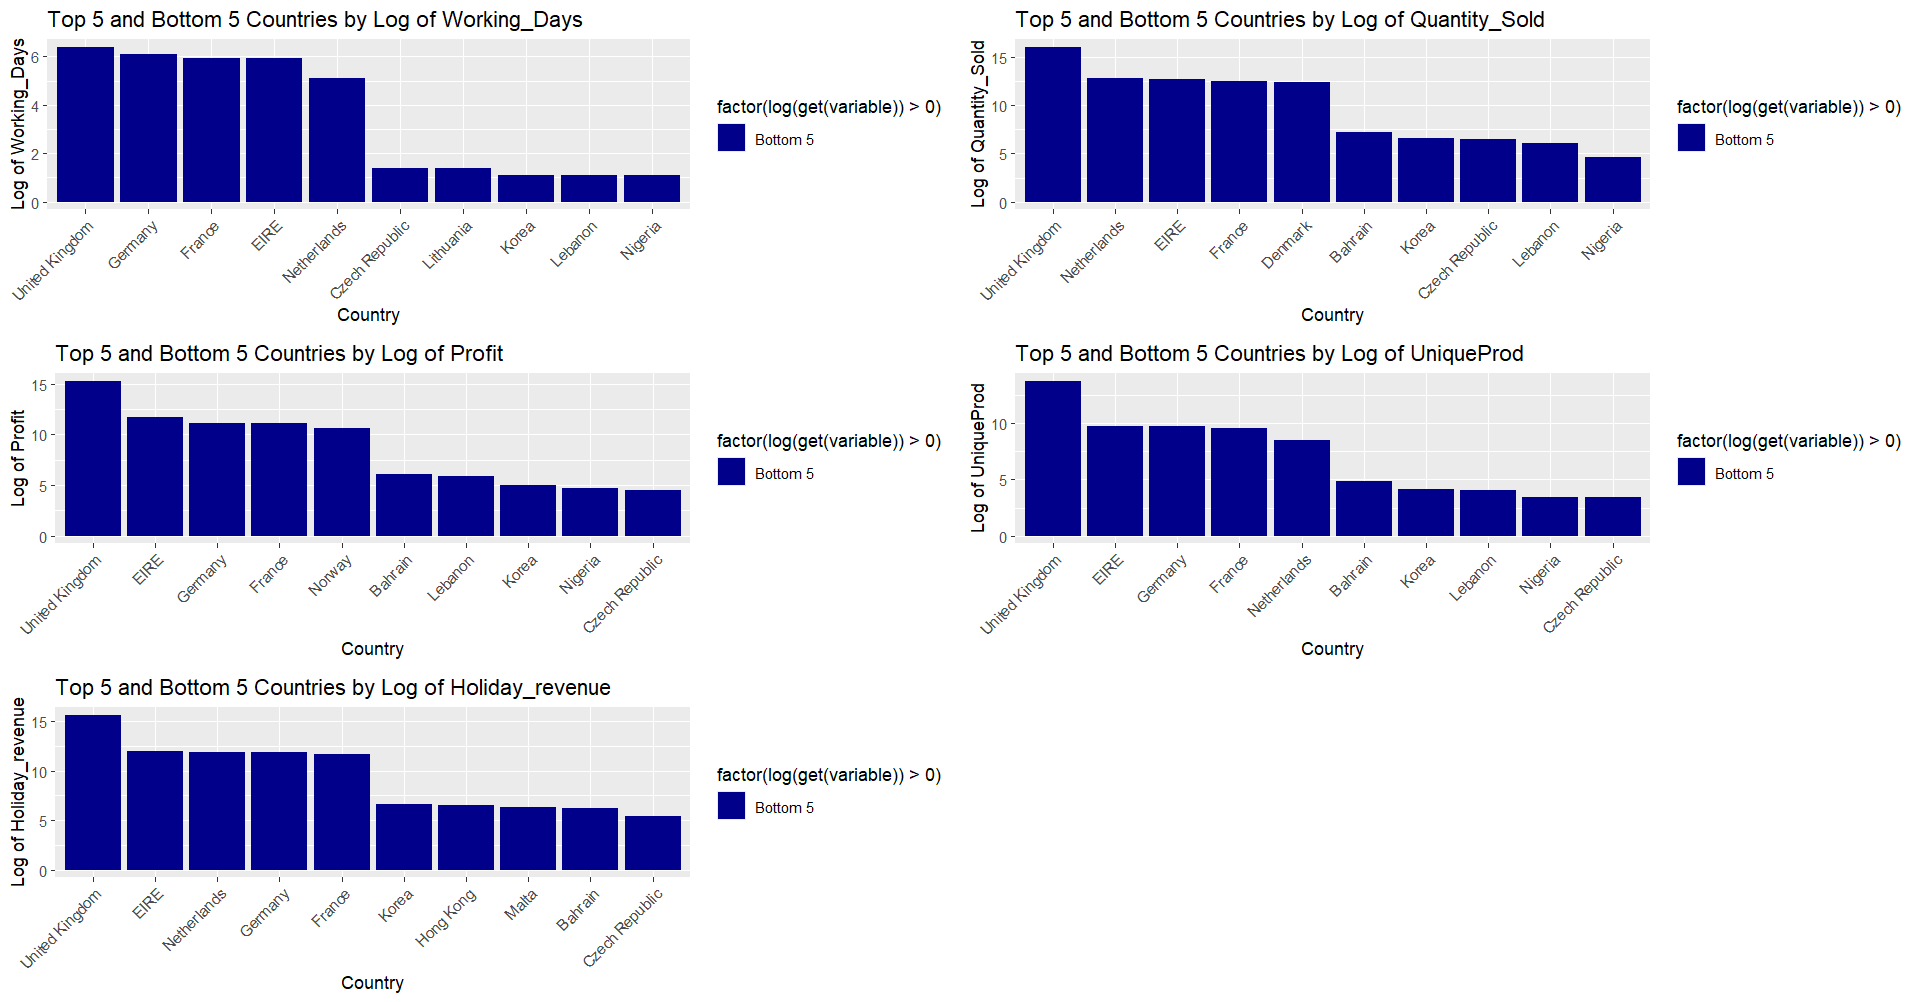 Top 5 and Bottom 5 Countries by Log of Working_Days
Log of Working_Days
6
4
2
0
United Kingdom
Germany
France
EIRE
Netherlands
Czech Republic
Lithuania
Korea
Lebanon
Nigeria
Country
factor(log(get(variable)) > 0)
Bottom 5
Top 5 and Bottom 5 Countries by Log of Quantity_Sold
Log of Quantity_Sold
15
10
5
0
United Kingdom
Netherlands
EIRE
France
Denmark
Bahrain
Korea
Czech Republic
Lebanon
Nigeria
Country
factor(log(get(variable)) > 0)
Bottom 5
Top 5 and Bottom 5 Countries by Log of Profit
Log of Profit
15
10
5
0
United Kingdom
EIRE
Germany
France
Norway
Bahrain
Lebanon
Korea
Nigeria
Czech Republic
Country
factor(log(get(variable)) > 0)
Bottom 5
Top 5 and Bottom 5 Countries by Log of UniqueProd
Log of UniqueProd
10
5
0
United Kingdom
EIRE
Germany
France
Netherlands
Bahrain
Korea
Lebanon
Nigeria
Czech Republic
Country
factor(log(get(variable)) > 0)
Bottom 5
Top 5 and Bottom 5 Countries by Log of Holiday_revenue
Log of Holiday_revenue
15
10
5
0
United Kingdom
EIRE
Netherlands
Germany
France
Korea
Hong Kong
Malta
Bahrain
Czech Republic
Country
factor(log(get(variable)) > 0)
Bottom 5